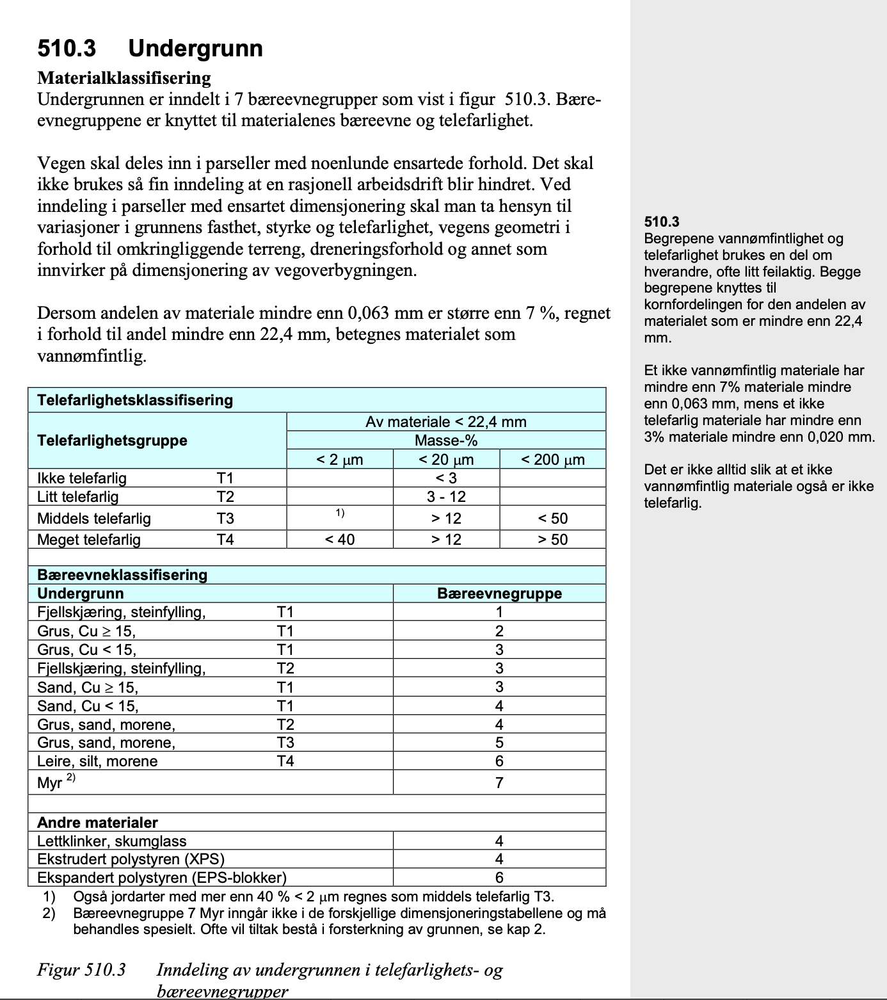 510.3 Undergrunn
Materialklassifisering
Undergrunnen er inndelt i 7 bæreevnegrupper som vist i figur 510.3. Bære-
evnegruppene er knyttet til materialenes bæreevne og telefarlighet.
Vegen skal deles inn i parseller med noenlunde ensartede forhold. Det skal
ikke brukes så fin inndeling at en rasjonell arbeidsdrift blir hindret. Ved
inndeling i parseller med ensartet dimensjonering skal man ta hensyn til
variasjoner i grunnens fasthet, styrke og telefarlighet, vegens geometri i
forhold til omkringliggende terreng, dreneringsforhold og annet som
innvirker på dimensjonering av vegoverbygningen.
Dersom andelen av materiale mindre enn 0,063 mm er større enn 7 %, regnet
i forhold til andel mindre enn 22,4 mm, betegnes materialet som
vannømfintlig.
Telefarlighetsklassifisering
Av materiale < 22,4 mm
Telefarlighetsgruppe
Masse-%
< 2 µm < 20 µm < 200 µm
Ikke telefarlig T1 < 3
Litt telefarlig T2 3 - 12
Middels telefarlig T3 1) > 12 < 50
Meget telefarlig T4 < 40 > 12 > 50
Bæreevneklassifisering
Undergrunn Bæreevnegruppe
Fjellskjæring, steinfylling, T1 1
Grus, Cu ≥ 15, T1 2
Grus, Cu < 15, T1 3
Fjellskjæring, steinfylling, T2 3
Sand, Cu ≥ 15, T1 3
Sand, Cu < 15, T1 4
Grus, sand, morene, T2 4
Grus, sand, morene, T3 5
Leire, silt, morene T4 6
Myr 2) 7
Andre materialer
Lettklinker, skumglass 4
Ekstrudert polystyren (XPS) 4
Ekspandert polystyren (EPS-blokker) 6
1) Også jordarter med mer enn 40 % < 2 µm regnes som middels telefarlig T3.
2) Bæreevnegruppe 7 Myr inngår ikke i de forskjellige dimensjoneringstabellene og må
behandles spesielt. Ofte vil tiltak bestå i forsterkning av grunnen, se kap 2.
Figur 510.3 Inndeling av undergrunnen i telefarlighets- og
bæreevnegrupper
510.3
Begrepene vannømfintlighet og
telefarlighet brukes en del om
hverandre, ofte litt feilaktig. Begge
begrepene knyttes til
kornfordelingen for den andelen av
materialet som er mindre enn 22,4
mm.
Et ikke vannømfintlig materiale har
mindre enn 7% materiale mindre
enn 0,063 mm, mens et ikke
telefarlig materiale har mindre enn
3% materiale mindre enn 0,020 mm.
Det er ikke alltid slik at et ikke
vannømfintlig materiale også er ikke
telefarlig.